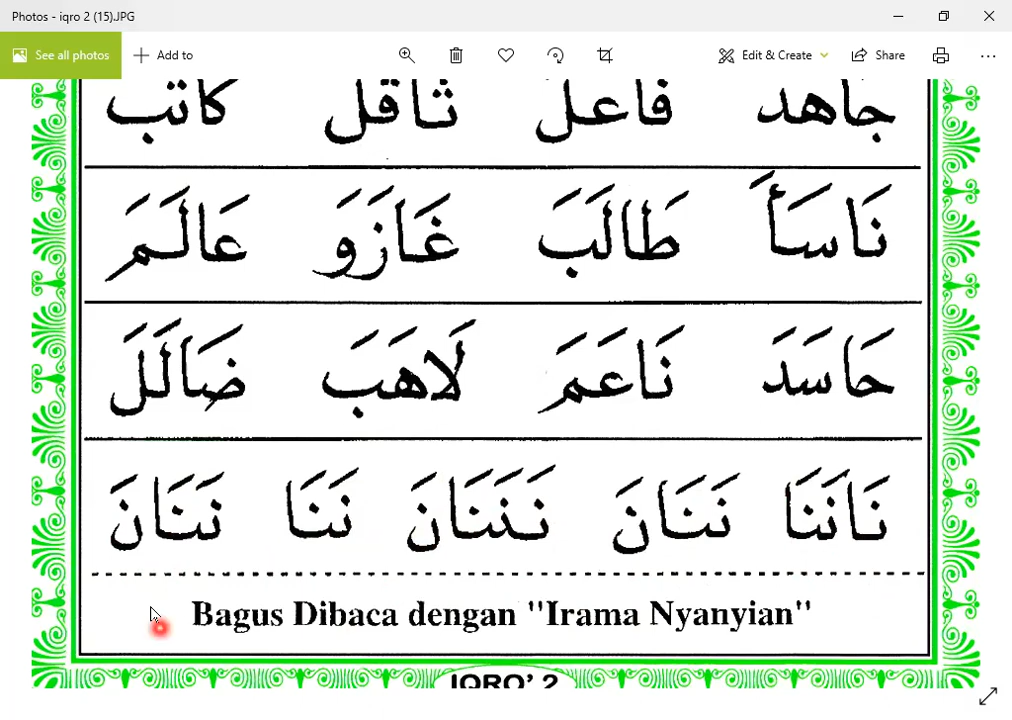 Photos - iqro 2 (15).JPG
See all photos
Add to
Edit & Create
Share
جاهد فاعل ثاقل كاتب
نَاسَأَ طَالَبَ غَازَوَ عَالَمَ
حَاسَدَ نَاعَمَ لَاهَبَ ضَالَلَ
نَانَنَا نَنَانَ نَنَنَانَ نَنَا نَنَانَ
Bagus Dibaca dengan "Irama Nyanyian"
IQRO' 2